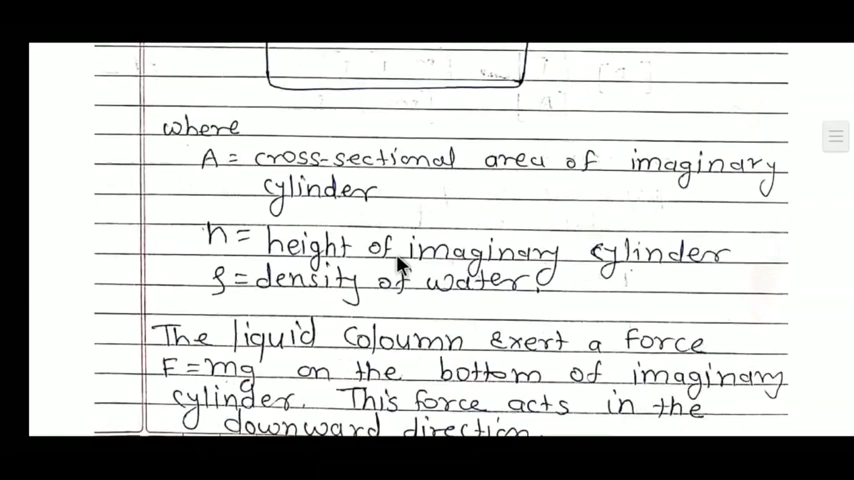 where
A = cross-sectional area of imaginary
cylinder
h = height of imaginary cylinder
ρ = density of water.
The liquid coloumn exert a force
F = mg on the bottom of imaginary
cylinder. This force acts in the
downward direction.